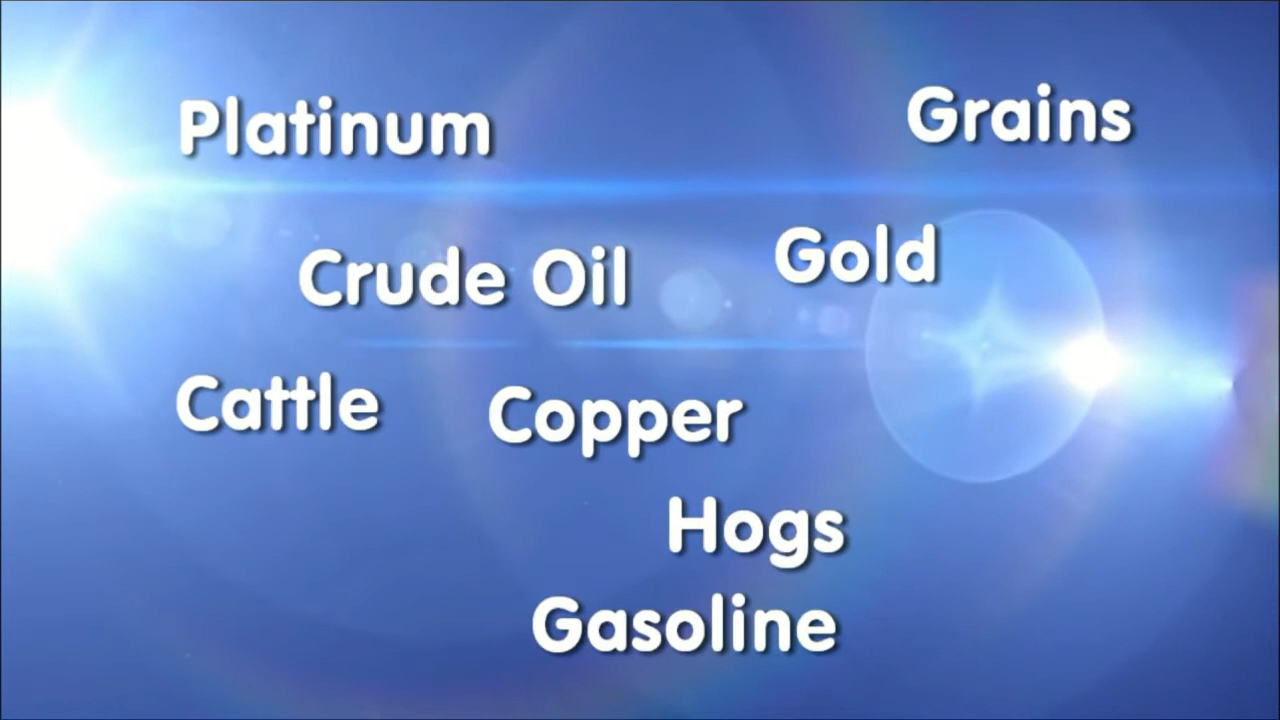 Platinum
Grains
Crude Oil
Gold
Cattle
Copper
Hogs
Gasoline